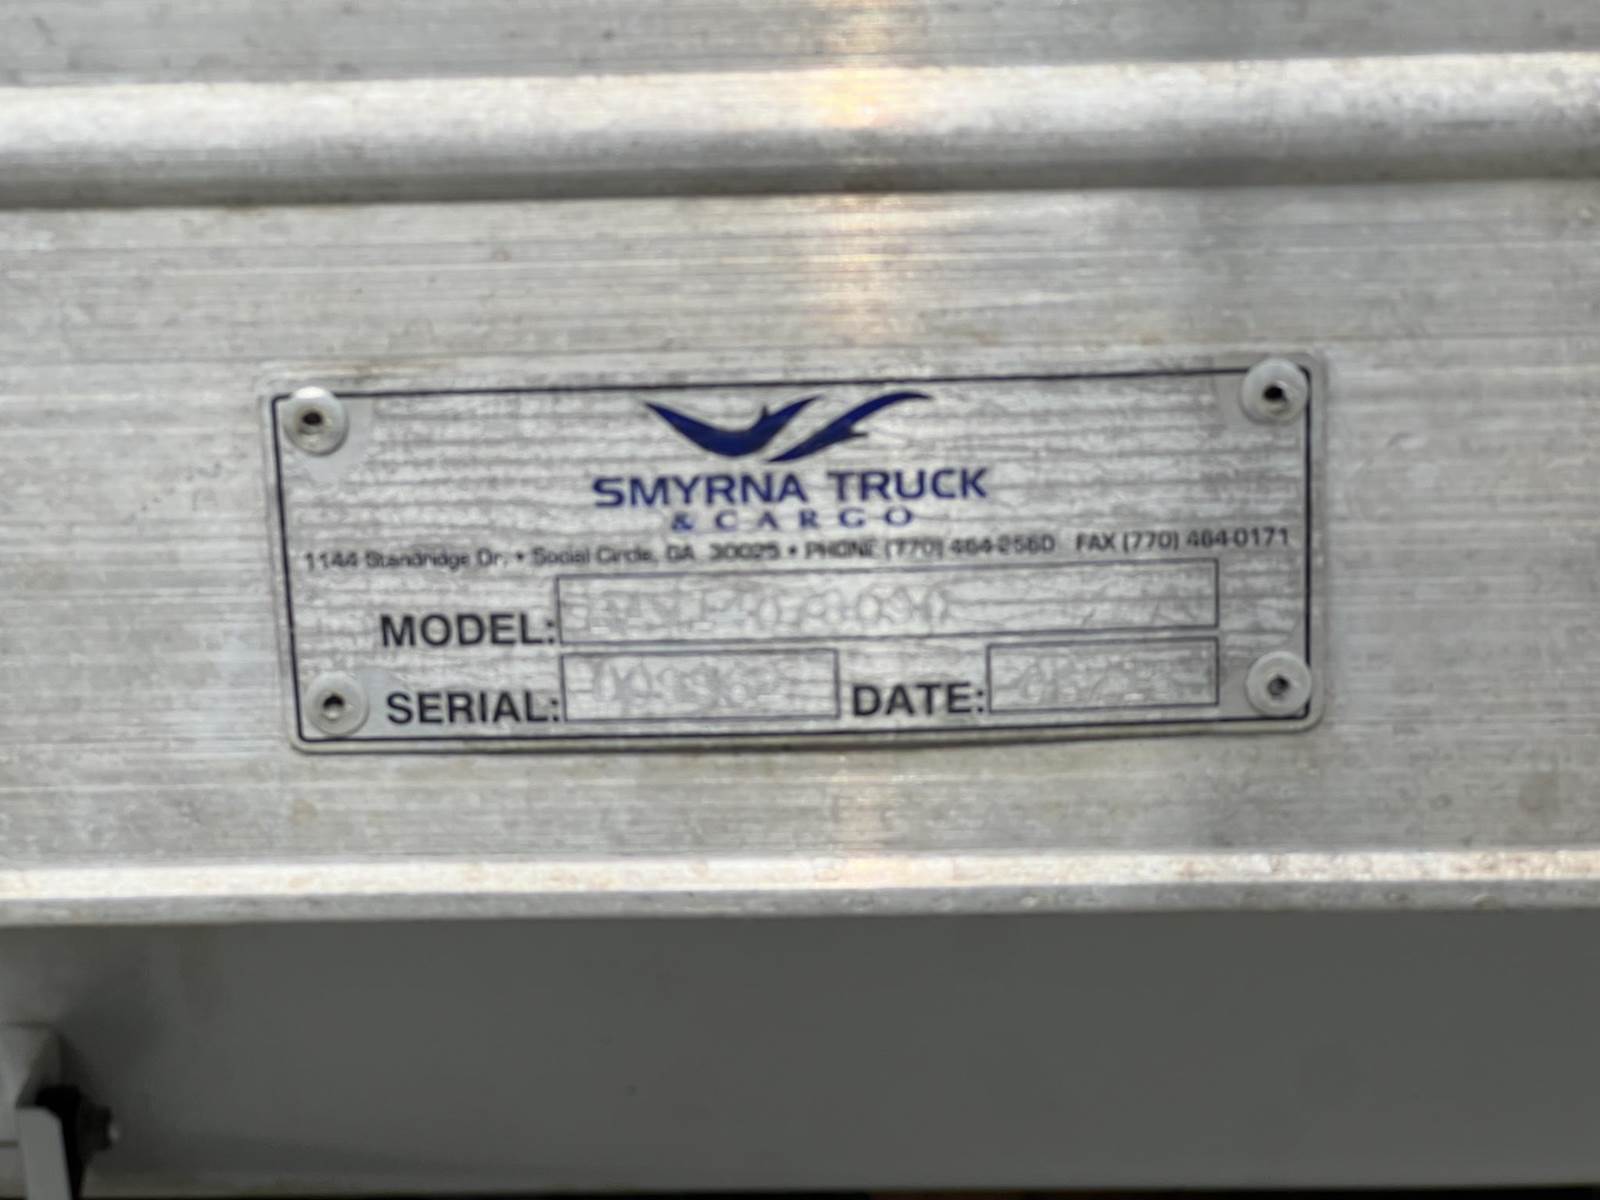 SMYRNA TRUCK
& CARGO
1144 Standridge Dr. • Social Circle, GA 30025 • PHONE (770) 464-2560 FAX (770) 464-0171
MODEL:
SERIAL: DATE: